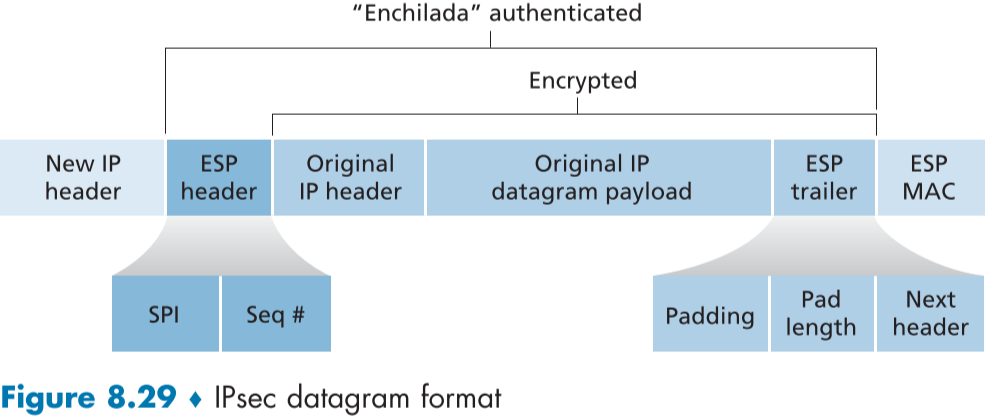 “Enchilada” authenticated
Encrypted
New IP
header
ESP
header
Original
IP header
Original IP
datagram payload
ESP
trailer
ESP
MAC
SPI
Seq #
Padding
Pad
length
Next
header
Figure 8.29 ♦ IPsec datagram format